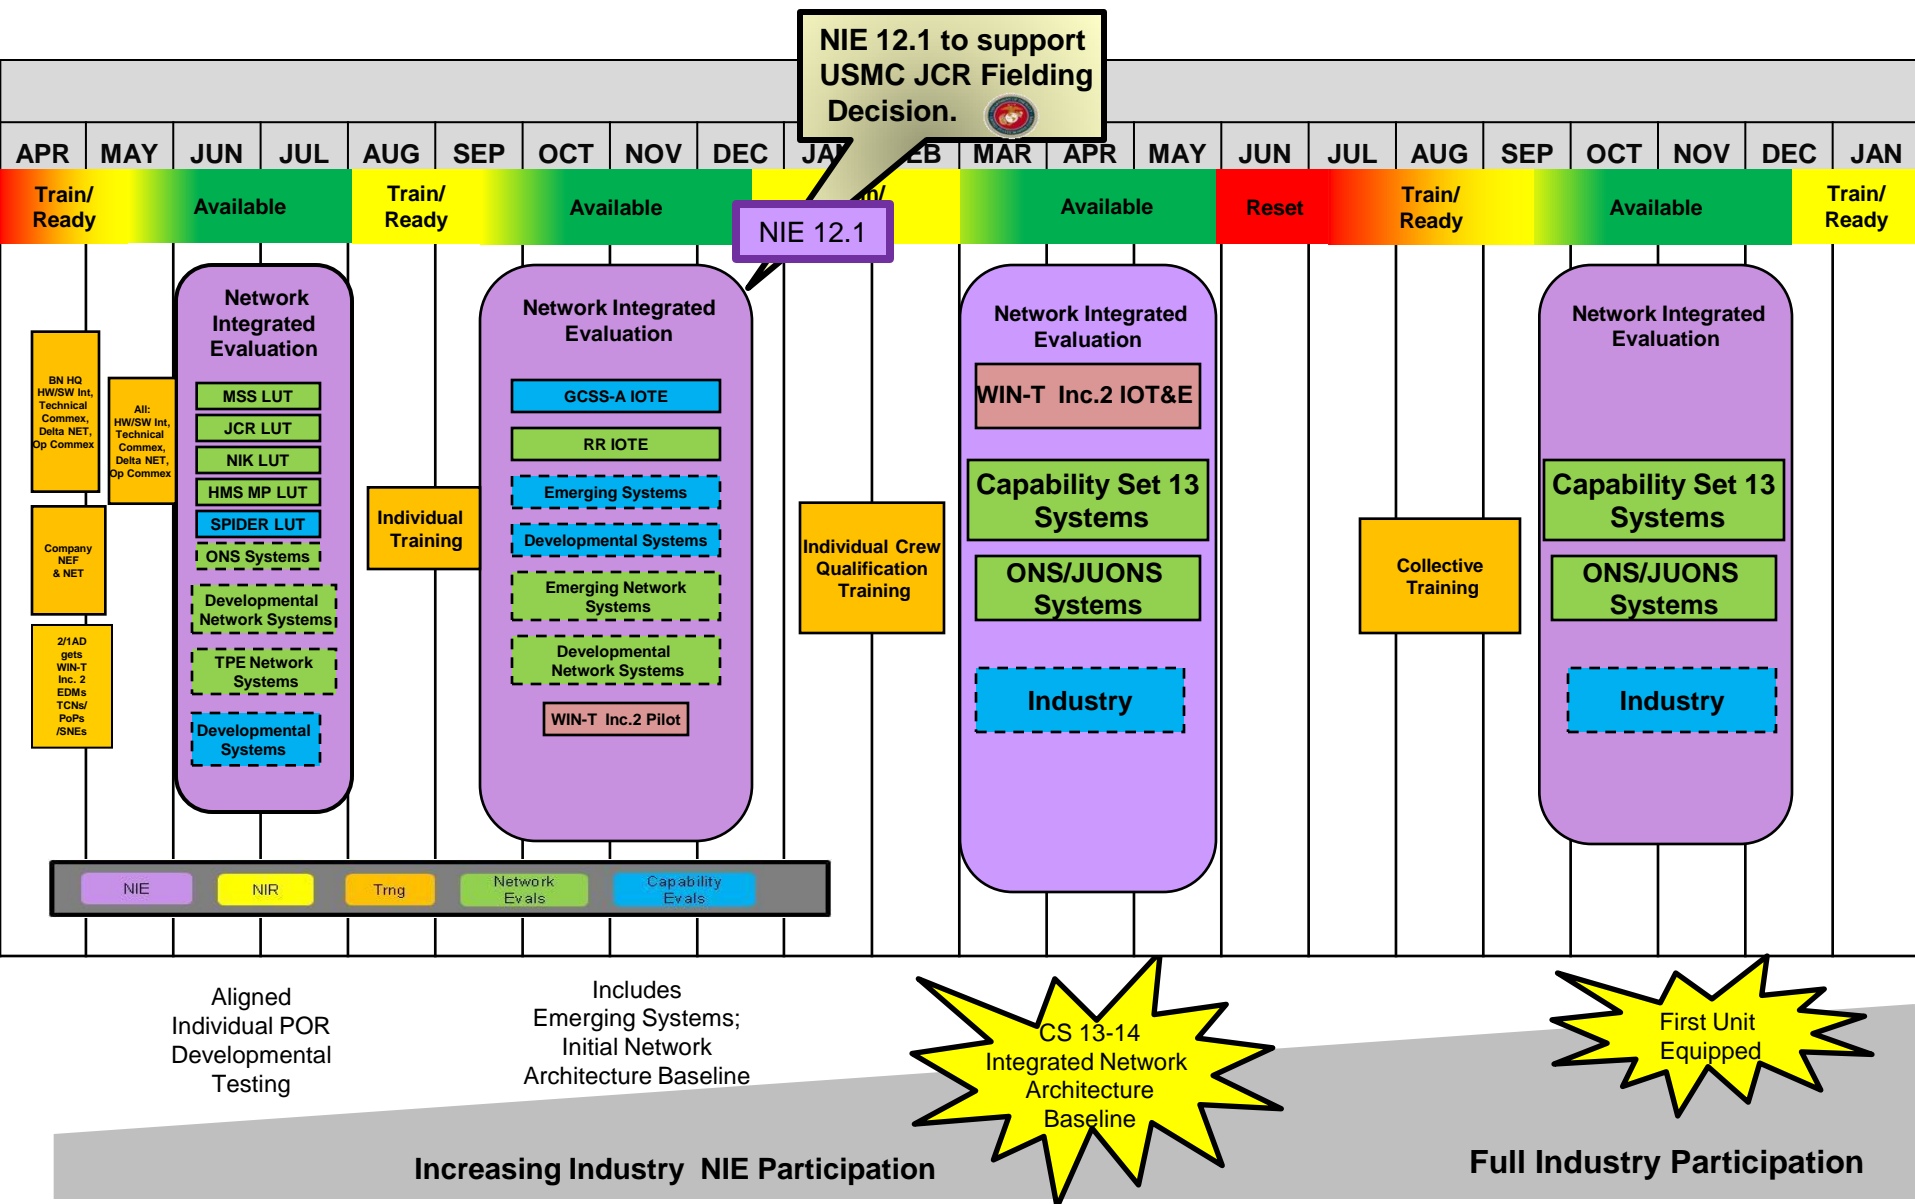 NIE 12.1 to support
USMC JCR Fielding
Decision.
APR MAY JUN JUL AUG SEP OCT NOV DEC JAN FEB MAR APR MAY JUN JUL AUG SEP OCT NOV DEC JAN
Train/
Ready
Available
Train/
Ready
Available
NIE 12.1
Available
Reset
Train/
Ready
Available
Train/
Ready
BN HQ
HW/SW Int,
Technical
Commex,
Delta NET,
Op Commex
All:
HW/SW Int,
Technical
Commex,
Delta NET,
Op Commex
Company
NEF
& NET
2/1AD
gets
WIN-T
Inc. 2
EDMs
TCNs/
PoPs
/SNEs
Network
Integrated
Evaluation
MSS LUT
JCR LUT
NIK LUT
HMS MP LUT
SPIDER LUT
ONS Systems
Developmental
Network Systems
TPE Network
Systems
Developmental
Systems
Individual
Training
Network Integrated
Evaluation
GCSS-A IOTE
RR IOTE
Emerging Systems
Developmental Systems
Emerging Network
Systems
Developmental
Network Systems
WIN-T Inc.2 Pilot
Individual Crew
Qualification
Training
Network Integrated
Evaluation
WIN-T Inc.2 IOT&E
Capability Set 13
Systems
ONS/JUONS
Systems
Industry
Collective
Training
Network Integrated
Evaluation
Capability Set 13
Systems
ONS/JUONS
Systems
Industry
NIE
NIR
Trng
Network
Evals
Capability
Evals
Aligned
Individual POR
Developmental
Testing
Includes
Emerging Systems;
Initial Network
Architecture Baseline
CS 13-14
Integrated Network
Architecture
Baseline
First Unit
Equipped
Increasing Industry NIE Participation
Full Industry Participation